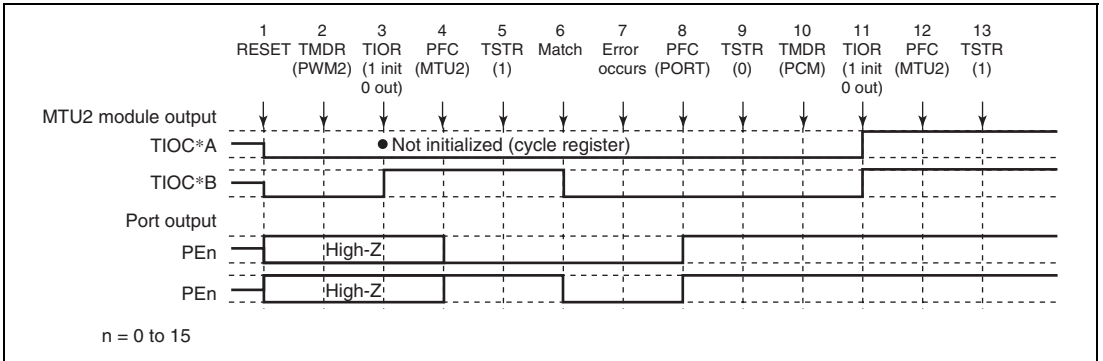 1 2 3 4 5 6 7 8 9 10 11 12 13
RESET TMDR TIOR PFC TSTR Match Error PFC TSTR TMDR TIOR PFC TSTR
(PWM2) (1 init (MTU2) (1) occurs (PORT) (0) (PCM) (1 init (MTU2) (1)
0 out) 0 out)
MTU2 module output
TIOC*A
● Not initialized (cycle register)
TIOC*B
Port output
PEn High-Z
PEn High-Z
n = 0 to 15